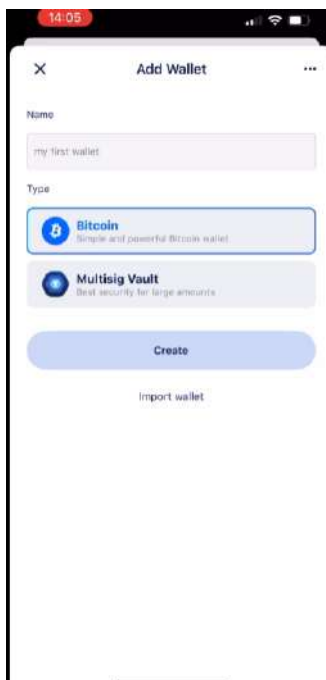 14:05
Add Wallet
Name
my first wallet
Type
Bitcoin
Simple and powerful Bitcoin wallet
Multisig Vault
Best security for large amounts
Create
Import wallet